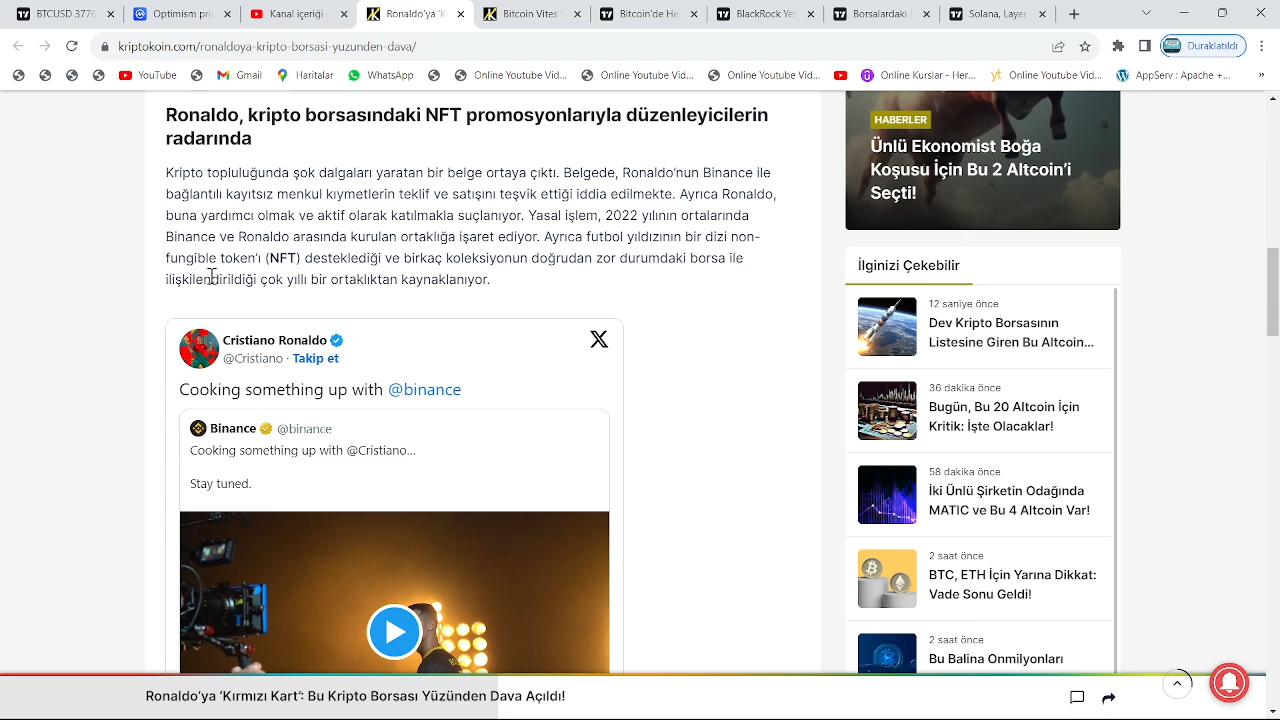 BTCUSD 3776
Optimism pri
Kanal içeriği -
Ronaldo'ya 'K
Bitcoin Vites Y
Bitcoin'de He
BlackRock Ye
Borsalardaki
Solana, Layer
kriptokoin.com/ronaldoya-kripto-borsasi-yuzunden-dava/
Duraklatıldı
YouTube
Gmail
Haritalar
WhatsApp
Online Youtube Vid...
Online Youtube Vid...
Online Youtube Vid...
Online Kurslar - Her...
Online Youtube Vid...
AppServ : Apache +...
Ronaldo, kripto borsasındaki NFT promosyonlarıyla düzenleyicilerin
radarında
Kripto topluluğunda şok dalgaları yaratan bir belge ortaya çıktı. Belgede, Ronaldo'nun Binance ile
bağlantılı kayıtsız menkul kıymetlerin teklif ve satışını teşvik ettiği iddia edilmekte. Ayrıca Ronaldo,
buna yardımcı olmak ve aktif olarak katılmakla suçlanıyor. Yasal işlem, 2022 yılının ortalarında
Binance ve Ronaldo arasında kurulan ortaklığa işaret ediyor. Ayrıca futbol yıldızının bir dizi non-
fungible token'ı (NFT) desteklediği ve birkaç koleksiyonun doğrudan zor durumdaki borsa ile
ilişkilendirildiği çok yıllı bir ortaklıktan kaynaklanıyor.
Cristiano Ronaldo
@Cristiano · Takip et
Cooking something up with @binance
Binance @binance
Cooking something up with @Cristiano...
Stay tuned.
HABERLER
Ünlü Ekonomist Boğa
Koşusu İçin Bu 2 Altcoin'i
Seçti!
İlginizi Çekebilir
12 saniye önce
Dev Kripto Borsasının
Listesine Giren Bu Altcoin...
36 dakika önce
Bugün, Bu 20 Altcoin İçin
Kritik: İşte Olacaklar!
58 dakika önce
İki Ünlü Şirketin Odağında
MATIC ve Bu 4 Altcoin Var!
2 saat önce
BTC, ETH İçin Yarına Dikkat:
Vade Sonu Geldi!
2 saat önce
Bu Balina Onmilyonları
Ronaldo'ya 'Kırmızı Kart': Bu Kripto Borsası Yüzünden Dava Açıldı!